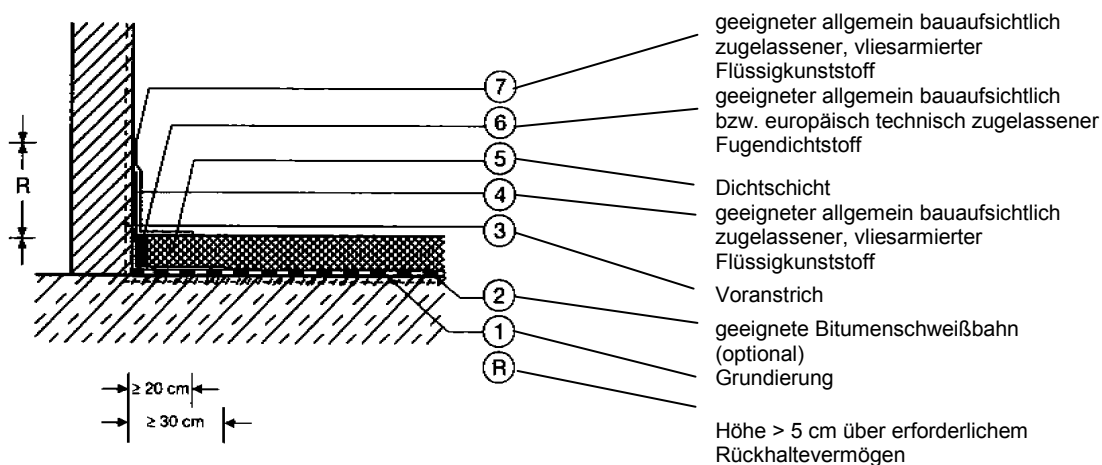 geeigneter allgemein bauaufsichtlich
zugelassener, vliesarmierter
Flüssigkunststoff
7
geeigneter allgemein bauaufsichtlich
bzw. europäisch technisch zugelassener
Fugendichtstoff
6
5
Dichtschicht
4
geeigneter allgemein bauaufsichtlich
zugelassener, vliesarmierter
Flüssigkunststoff
R
3
Voranstrich
2
geeignete Bitumenschweißbahn
(optional)
1
Grundierung
R
≥ 20 cm
≥ 30 cm
Höhe > 5 cm über erforderlichem
Rückhaltevermögen